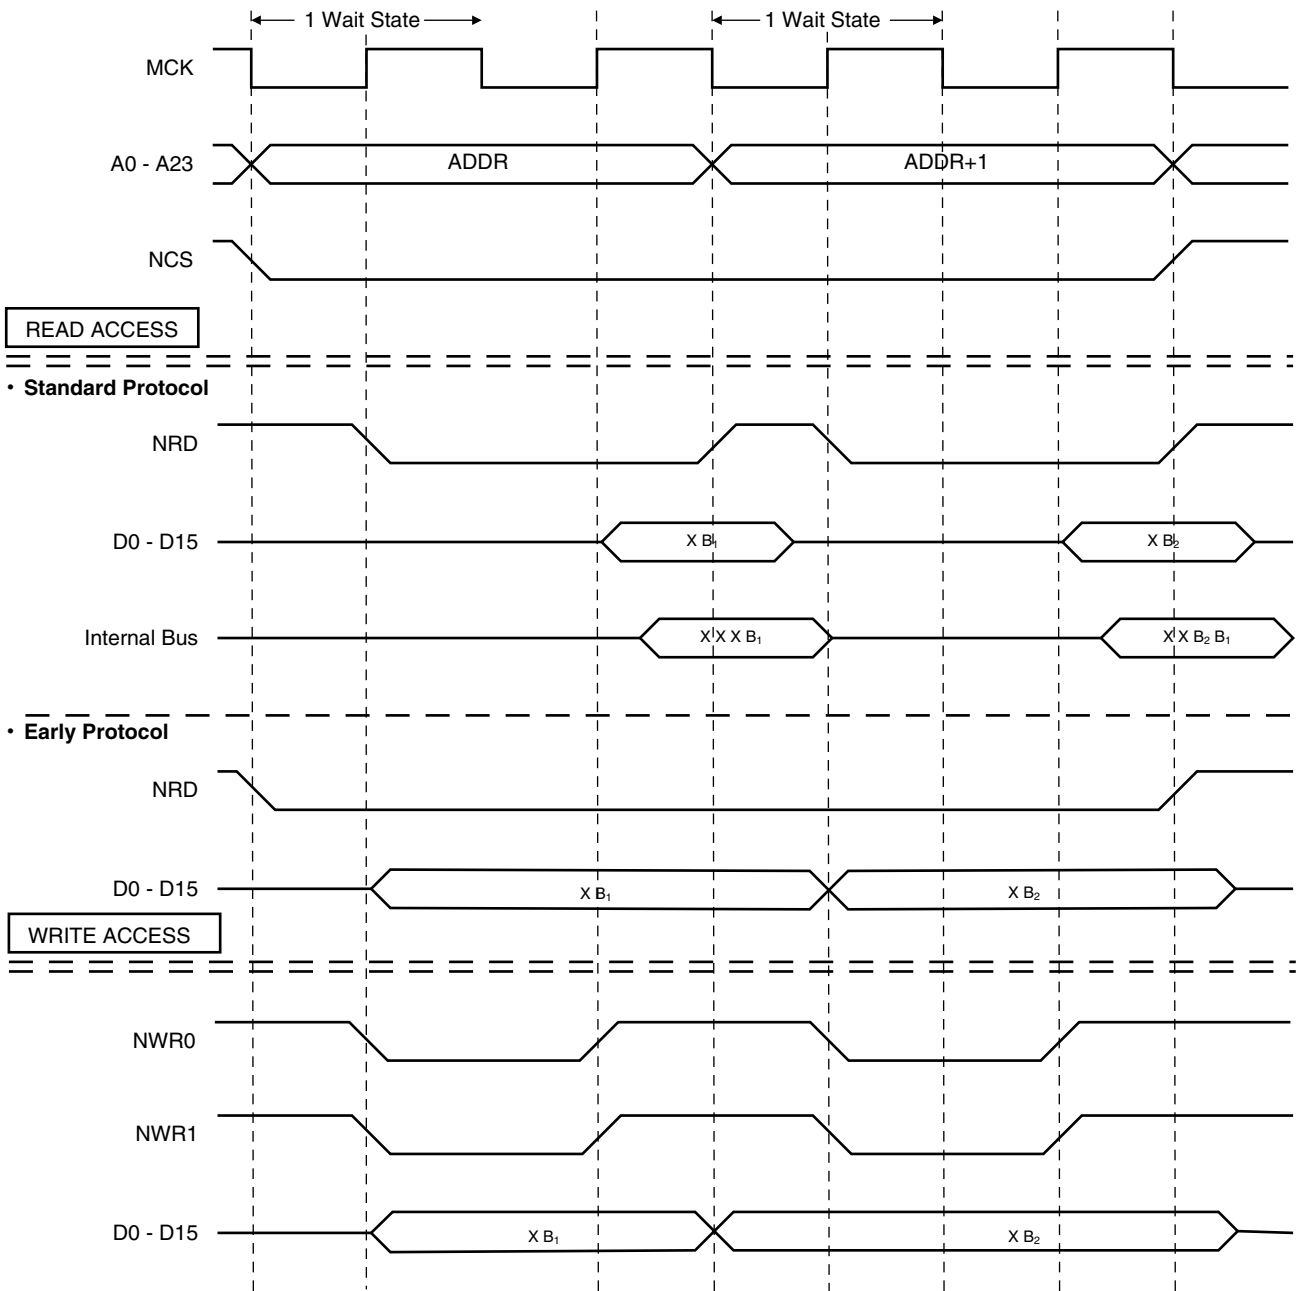 1 Wait State 1 Wait State
MCK
A0 - A23 ADDR ADDR+1
NCS
READ ACCESS
• Standard Protocol
NRD
D0 - D15 X B₁ X B₂
Internal Bus X X X B₁ X X B₂ B₁
• Early Protocol
NRD
D0 - D15 X B₁ X B₂
WRITE ACCESS
NWR0
NWR1
D0 - D15 X B₁ X B₂